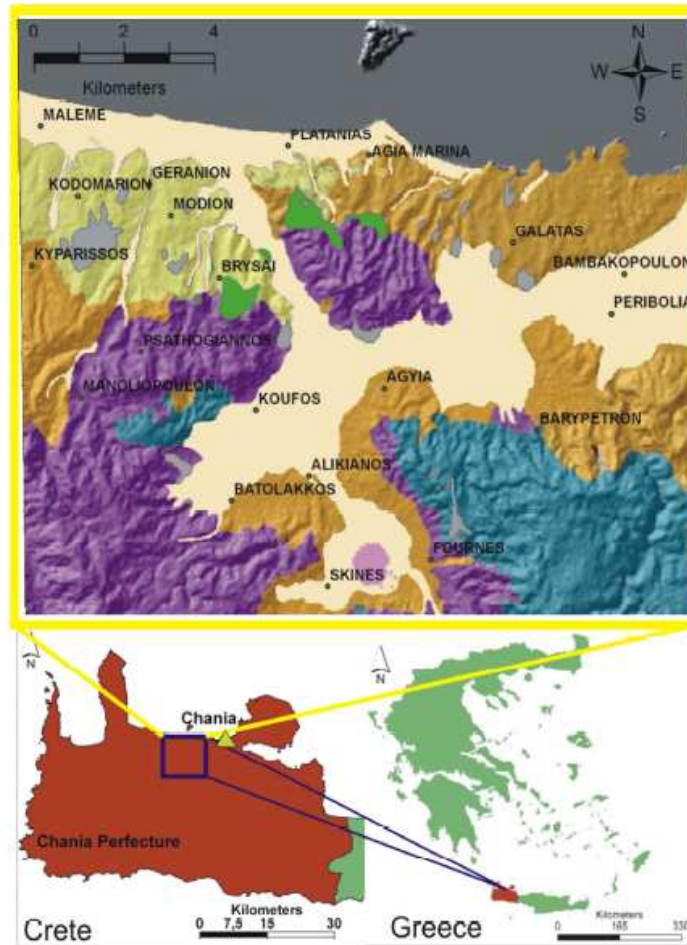 0 2 4
Kilometers
N
W E
S
MALEME
PLATANIAS
AGIA MARINA
GERANION
KODOMARION
MODION
GALATAS
KYPARISSOS
BRYSAI
BAMBAKOPOULON
PERIBOLIA
PSATHOGIANNOS
MANOLIOPOULON
AGYIA
KOUFOS
BARYPETRON
ALIKIANOS
BATOLAKKOS
FOURNES
SKINES
N
N
Chania
Chania Perfecture
Crete
Kilometers
0 7,5 15 30
Greece
Kilometers
0 165 330